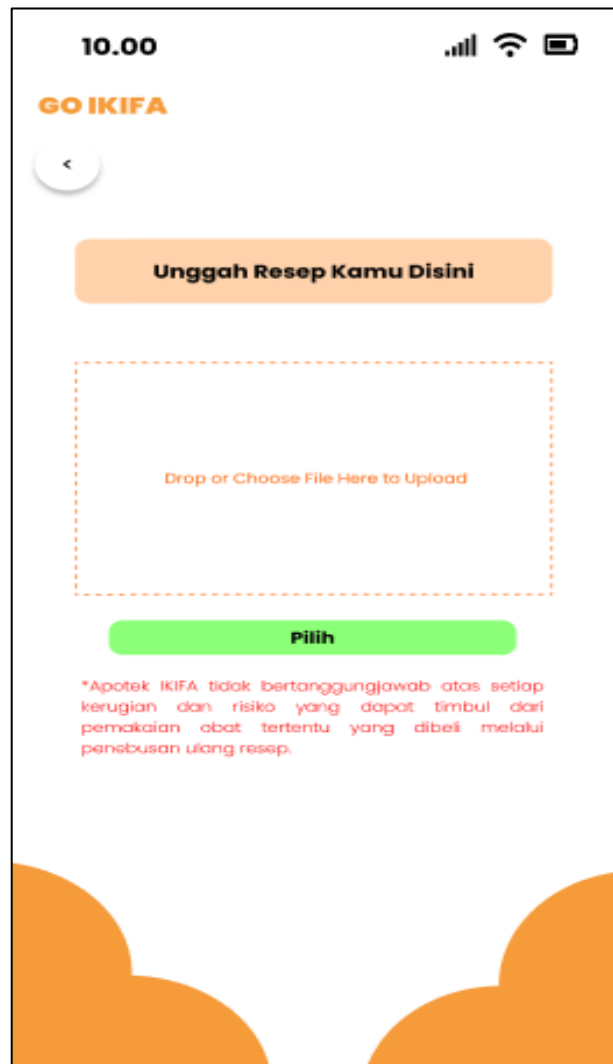 10.00
GO IKIFA
<
Unggah Resep Kamu Disini
Drop or Choose File Here to Upload
Pilih
*Apotek IKIFA tidak bertanggungjawab atas setiap
kerugian dan risiko yang dapat timbul dari
pemakaian obat tertentu yang dibeli melalui
penebusan ulang resep.